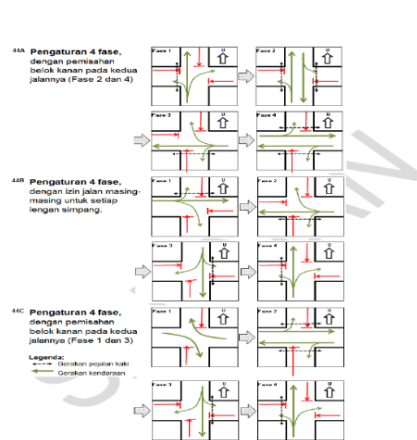 44A Pengaturan 4 fase,
dengan pemisahan
belok kanan pada kedua
jalannya (Fase 2 dan 4)
Fase 1
U
Fase 2
U
Fase 3
U
Fase 4
U
44B Pengaturan 4 fase,
dengan izin jalan masing-
masing untuk setiap
lengan simpang.
Fase 1
U
Fase 2
U
Fase 3
U
Fase 4
U
44C Pengaturan 4 fase,
dengan pemisahan
belok kanan pada kedua
jalannya (Fase 1 dan 3)
Fase 1
U
Fase 2
U
Legenda:
Gerakan pejalan kaki
Gerakan kendaraan
Fase 3
U
Fase 4
U